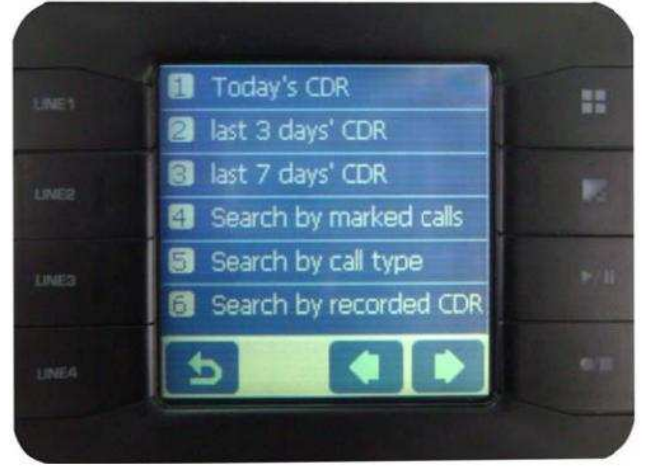 LINE1
LINE2
LINE3
LINE4
1 Today's CDR
2 last 3 days' CDR
3 last 7 days' CDR
4 Search by marked calls
5 Search by call type
6 Search by recorded CDR